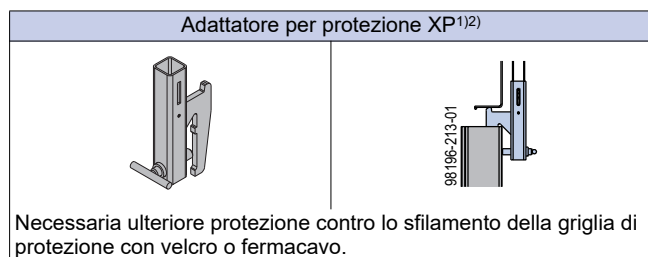 Adattatore per protezione XP1)2)
98196-213-01
Necessaria ulteriore protezione contro lo sfilamento della griglia di
protezione con velcro o fermacavo.